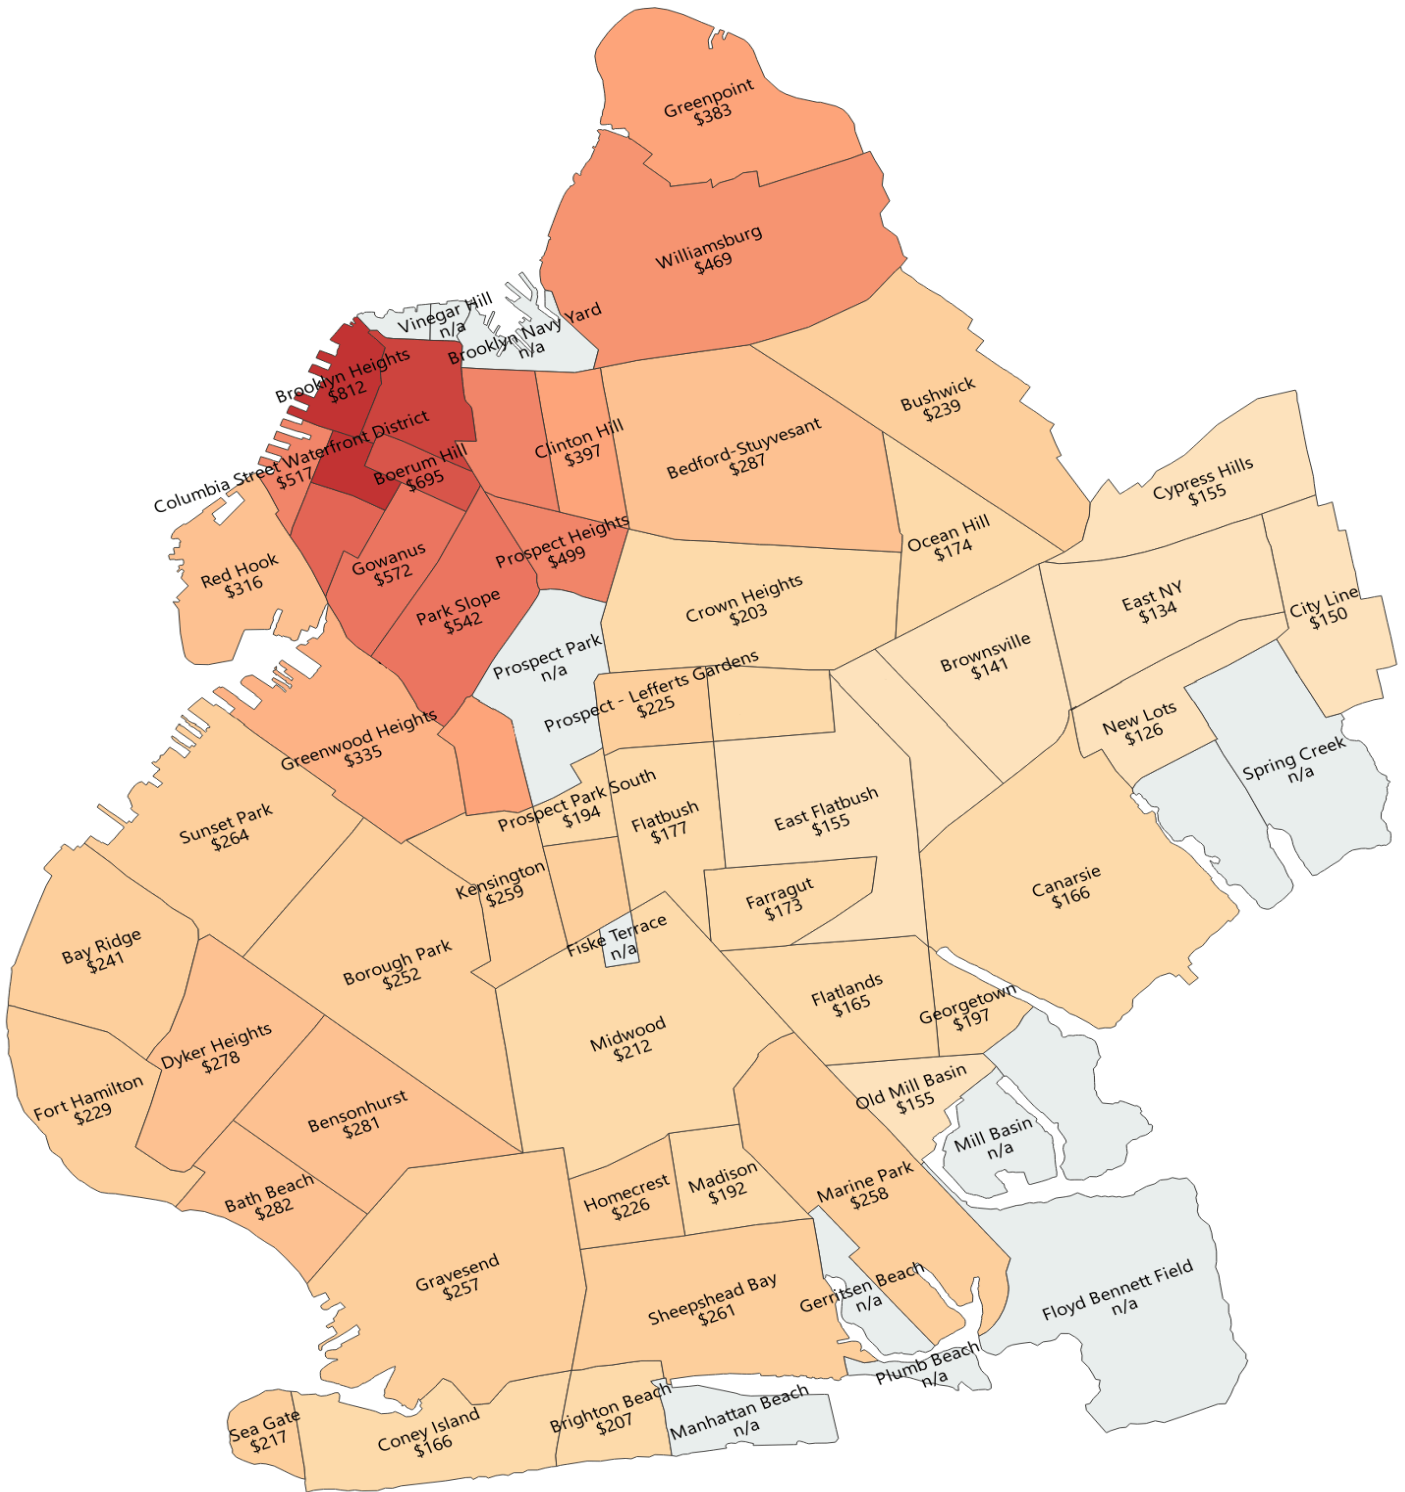 Greenpoint
$383
Williamsburg
$469
Vinegar Hill
n/a
Brooklyn Navy Yard
n/a
Brooklyn Heights
$812
Bushwick
$239
Clinton Hill
$397
Bedford-Stuyvesant
$287
Columbia Street Waterfront District
$517
Boerum Hill
$695
Cypress Hills
$155
Ocean Hill
$174
Prospect Heights
$499
Red Hook
$316
Gowanus
$572
Park Slope
$542
Crown Heights
$203
East NY
$134
City Line
$150
Prospect Park
n/a
Brownsville
$141
Prospect - Lefferts Gardens
$225
New Lots
$126
Greenwood Heights
$335
Spring Creek
n/a
Prospect Park South
$194
Sunset Park
$264
Flatbush
$177
East Flatbush
$155
Kensington
$259
Farragut
$173
Canarsie
$166
Bay Ridge
$241
Borough Park
$252
Fiske Terrace
n/a
Flatlands
$165
Georgetown
$197
Midwood
$212
Dyker Heights
$278
Fort Hamilton
$229
Bensonhurst
$281
Old Mill Basin
$155
Mill Basin
n/a
Bath Beach
$282
Homecrest
$226
Madison
$192
Marine Park
$258
Gravesend
$257
Sheepshead Bay
$261
Gerritsen Beach
n/a
Floyd Bennett Field
n/a
Plumb Beach
n/a
Sea Gate
$217
Coney Island
$166
Brighton Beach
$207
Manhattan Beach
n/a